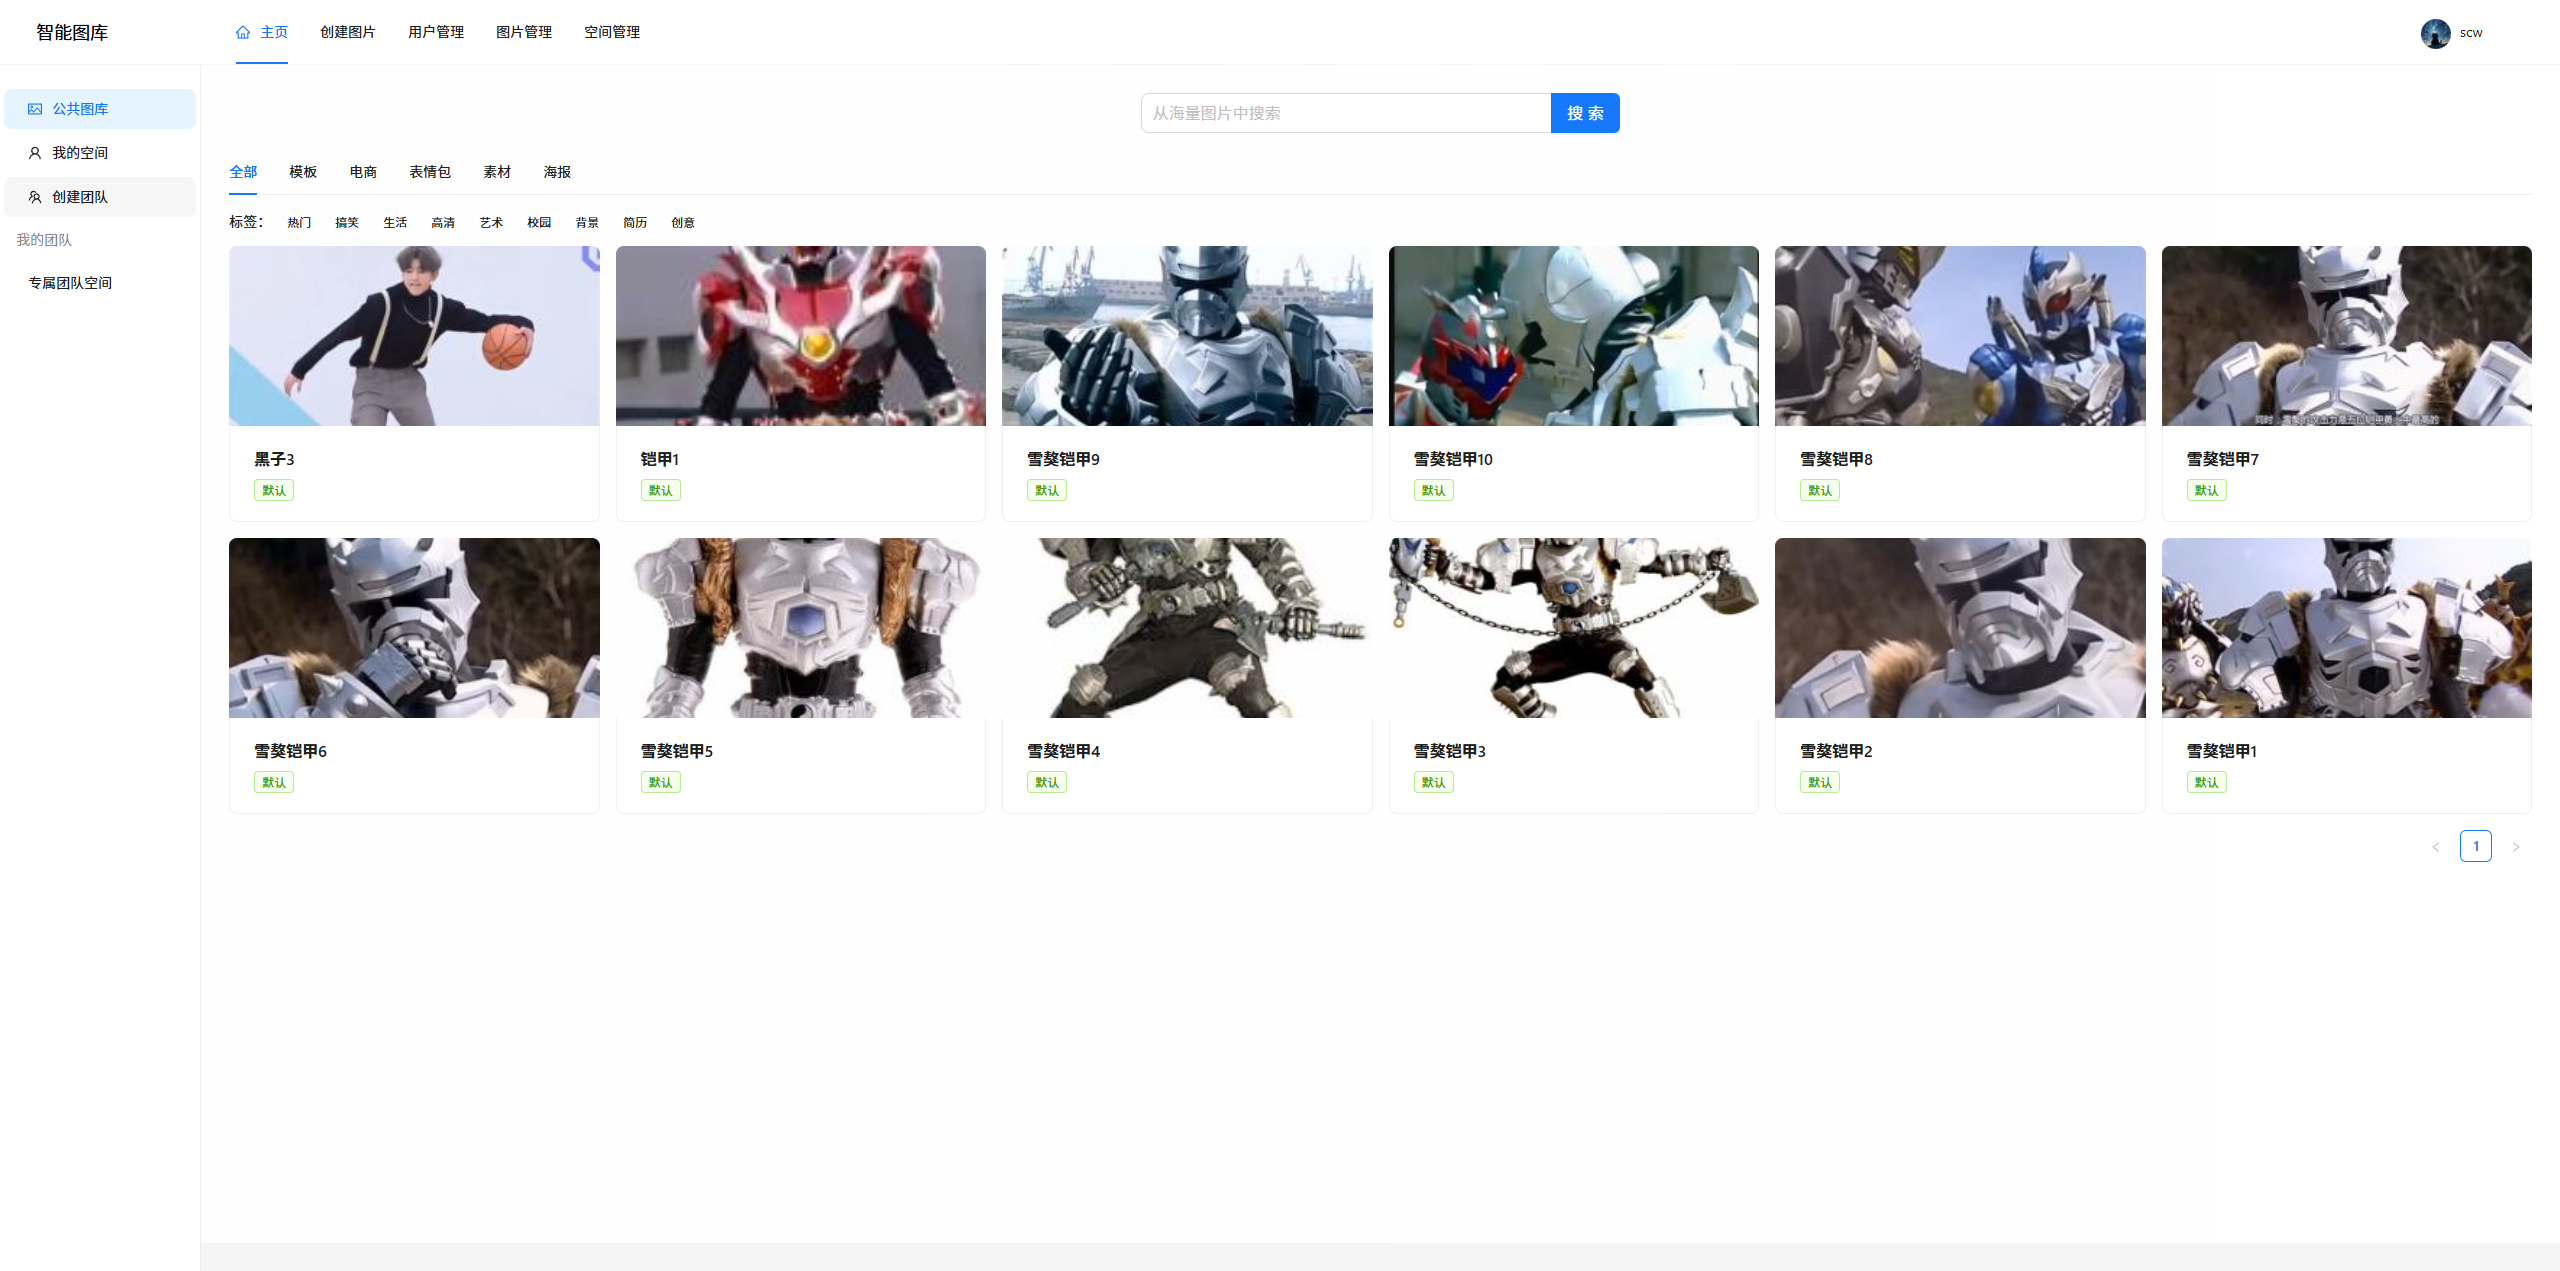 智能图库
主页 创建图片 用户管理 图片管理 空间管理
scw
公共图库
我的空间
创建团队
我的团队
专属团队空间
从海量图片中搜索 搜 索
全部 模板 电商 表情包 素材 海报
标签： 热门 搞笑 生活 高清 艺术 校园 背景 简历 创意
黑子3
默认
铠甲1
默认
雪獒铠甲9
默认
雪獒铠甲10
默认
雪獒铠甲8
默认
雪獒铠甲7
默认
雪獒铠甲6
默认
雪獒铠甲5
默认
雪獒铠甲4
默认
雪獒铠甲3
默认
雪獒铠甲2
默认
雪獒铠甲1
默认
1